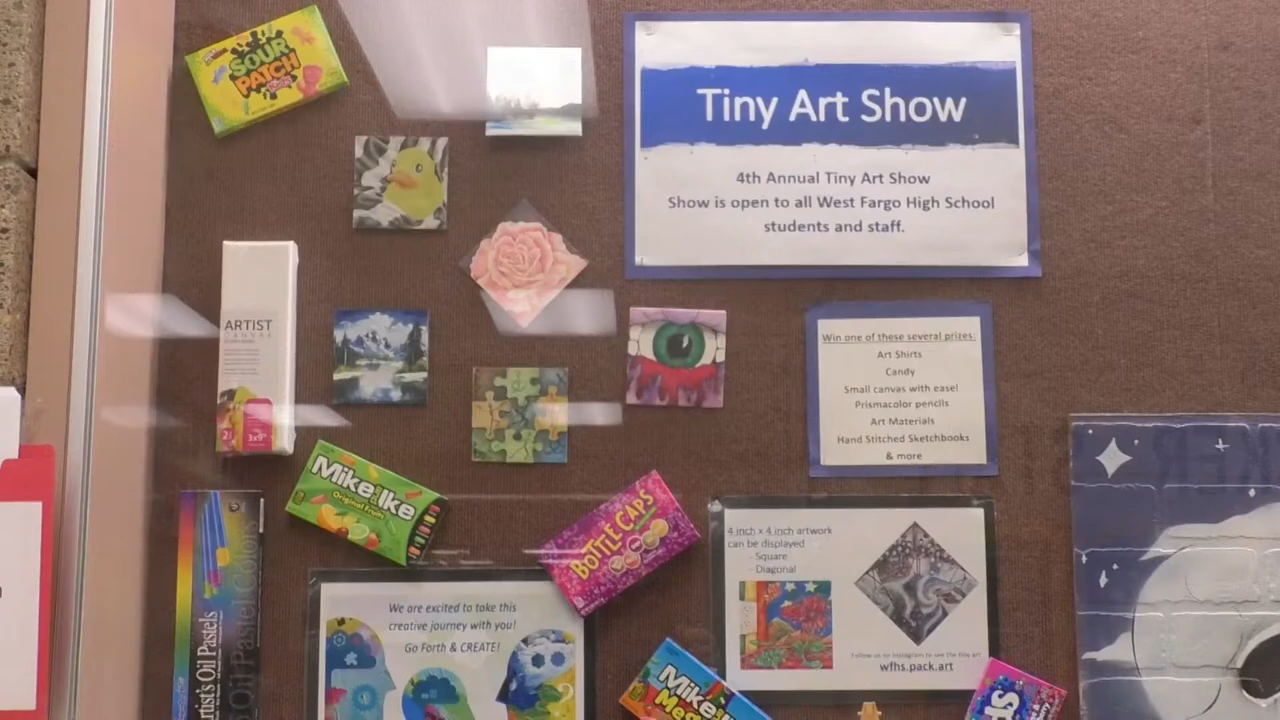 SOUR
PATCH
KIDS
Tiny Art Show
4th Annual Tiny Art Show
Show is open to all West Fargo High School
students and staff.
ARTIST
CANVAS
3x9"
Win one of these several prizes:
Art Shirts
Candy
Small canvas with easel
Prismacolor pencils
Art Materials
Hand Stitched Sketchbooks
& more
Mike and Ike
Original Fruits
BOTTLE CAPS
4 inch x 4 inch artwork
can be displayed
- Square
- Diagonal
Follow us on Instagram to see the tiny art
wfhs.pack.art
We are excited to take this
creative journey with you!
Go Forth & CREATE!
Artist's Oil Pastels
Oil Pastel Colors
Mike
Meg
SP